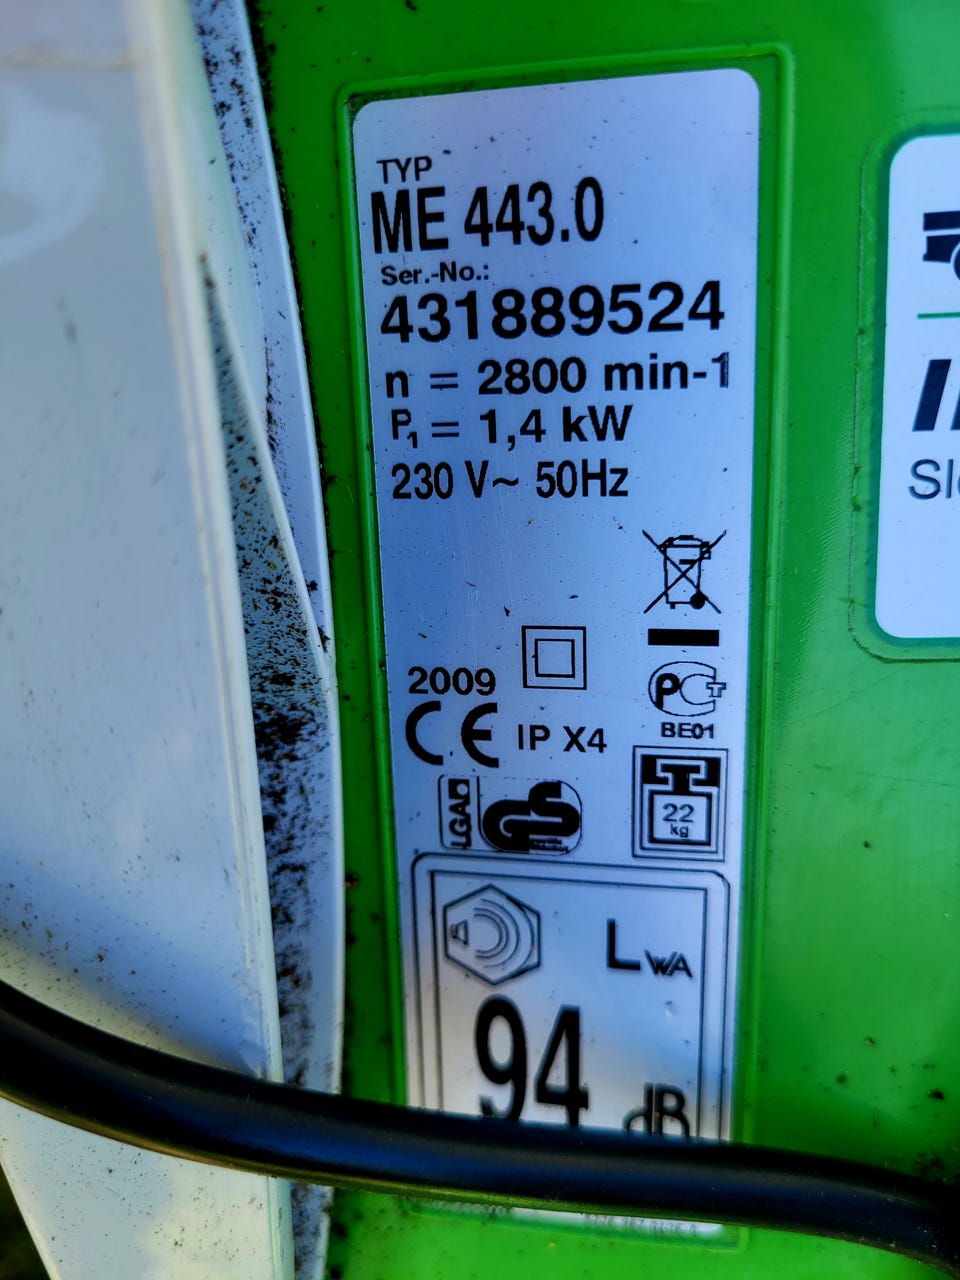 TYP
ME 443.0
Ser.-No.:
431889524
n = 2800 min-1
P1 = 1,4 kW
230 V~ 50Hz
2009
CE IP X4
PCT
BE01
LGA
GS
22
kg
LWA
94
dB